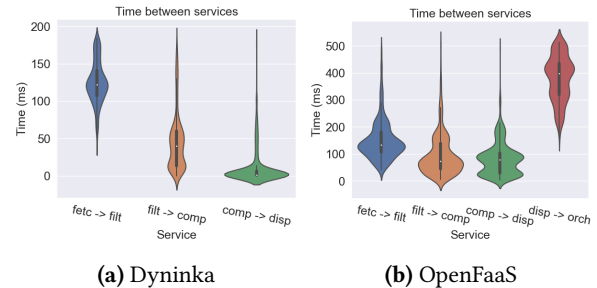 Time between services
Time (ms)
200
150
100
50
0
fetc -> filt
filt -> comp
comp -> disp
Service
(a) Dyninka
Time between services
Time (ms)
500
400
300
200
100
0
fetc -> filt
filt -> comp
comp -> disp
disp -> orch
Service
(b) OpenFaaS